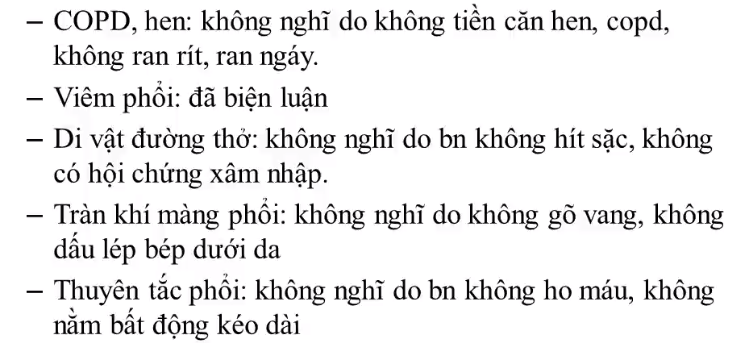 – COPD, hen: không nghĩ do không tiền căn hen, copd,
không ran rít, ran ngáy.
– Viêm phổi: đã biện luận
– Di vật đường thở: không nghĩ do bn không hít sặc, không
có hội chứng xâm nhập.
– Tràn khí màng phổi: không nghĩ do không gõ vang, không
dấu lép bép dưới da
– Thuyên tắc phổi: không nghĩ do bn không ho máu, không
nằm bất động kéo dài